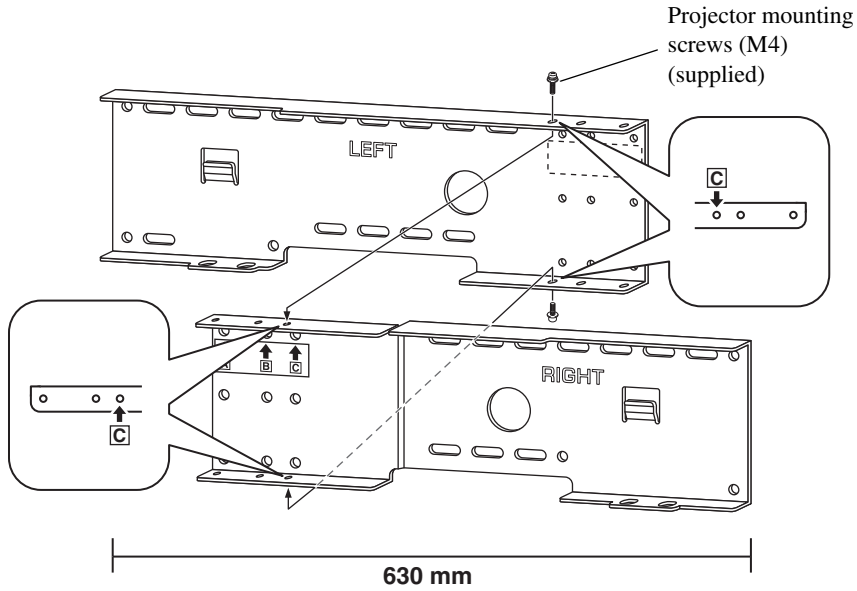 Projector mounting
screws (M4)
(supplied)
LEFT
C
B C
RIGHT
C
630 mm